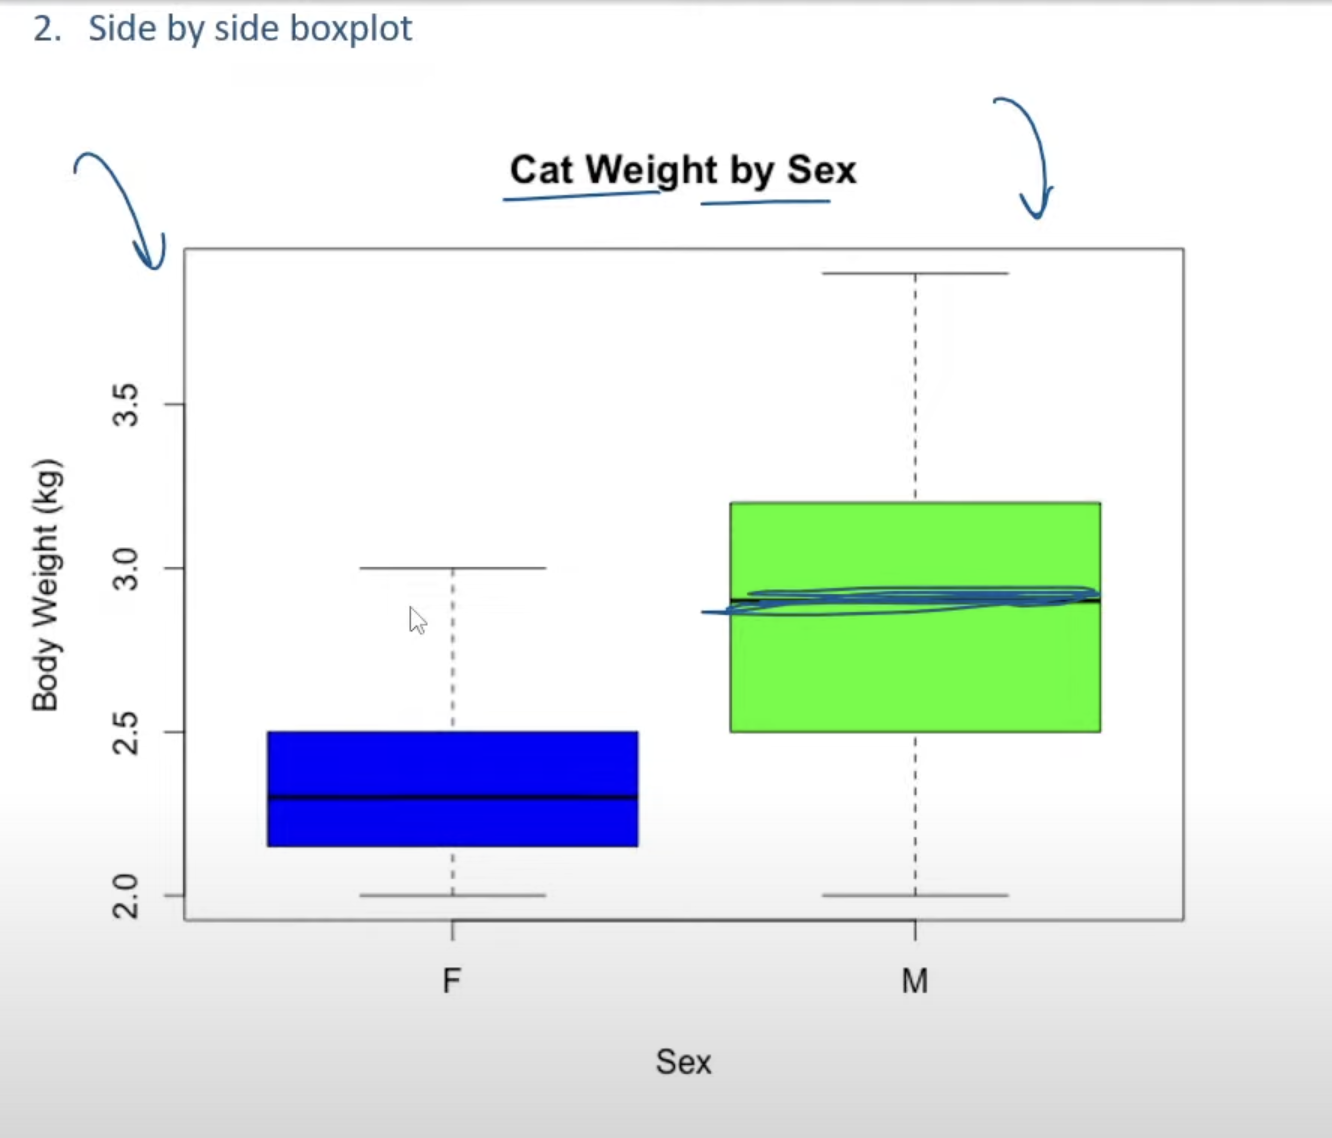 2. Side by side boxplot
Cat Weight by Sex
Body Weight (kg)
3.5
3.0
2.5
2.0
F M
Sex